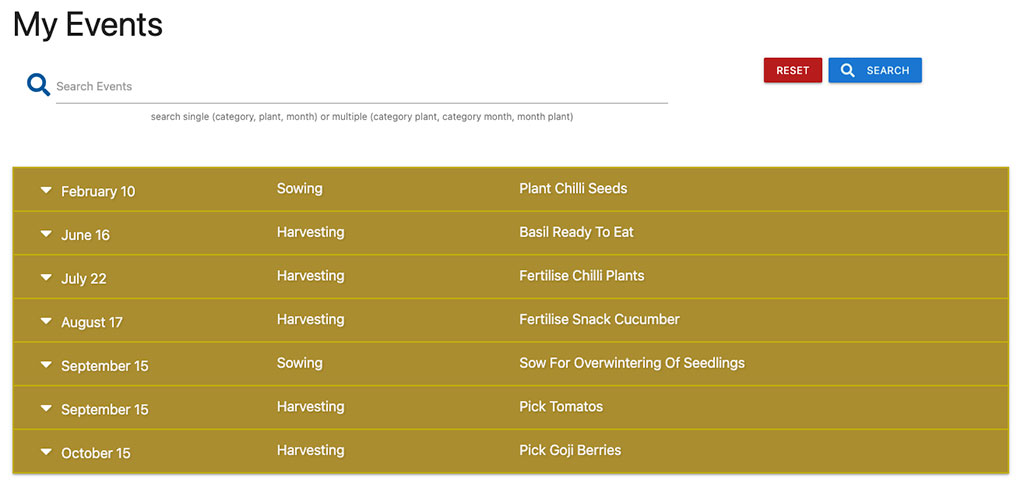 My Events
Search Events
RESET
SEARCH
search single (category, plant, month) or multiple (category plant, category month, month plant)
February 10 Sowing Plant Chilli Seeds
June 16 Harvesting Basil Ready To Eat
July 22 Harvesting Fertilise Chilli Plants
August 17 Harvesting Fertilise Snack Cucumber
September 15 Sowing Sow For Overwintering Of Seedlings
September 15 Harvesting Pick Tomatos
October 15 Harvesting Pick Goji Berries